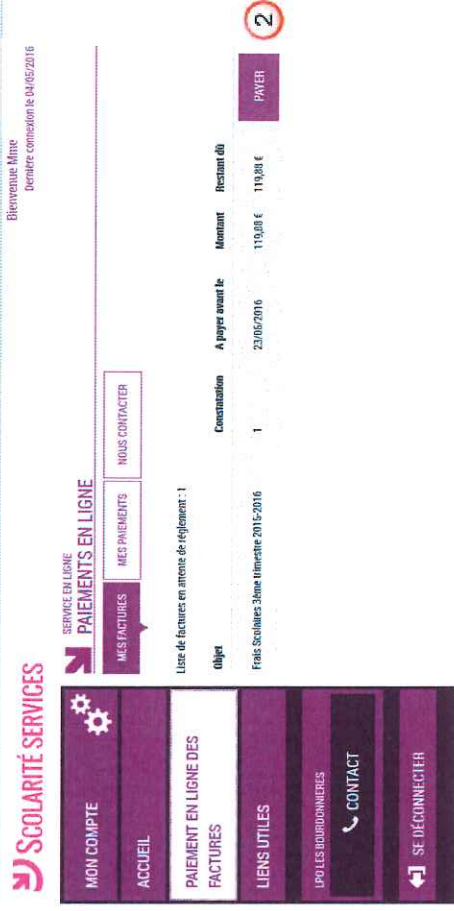 Bienvenue Mme
Dernière connexion le 04/05/2016
SCOLARITÉ SERVICES
MON COMPTE
ACCUEIL
PAIEMENT EN LIGNE DES
FACTURES
LIENS UTILES
LPO LES BOURDONNIERES
CONTACT
SE DÉCONNECTER
SERVICE EN LIGNE
PAIEMENTS EN LIGNE
MES FACTURES MES PAIEMENTS NOUS CONTACTER
Liste de factures en attente de règlement : 1
Objet Constatation A payer avant le Montant Restant dû
Frais Scolaires 3ème trimestre 2015-2016 1 23/06/2016 119,88 € 119,88 € PAYER 2